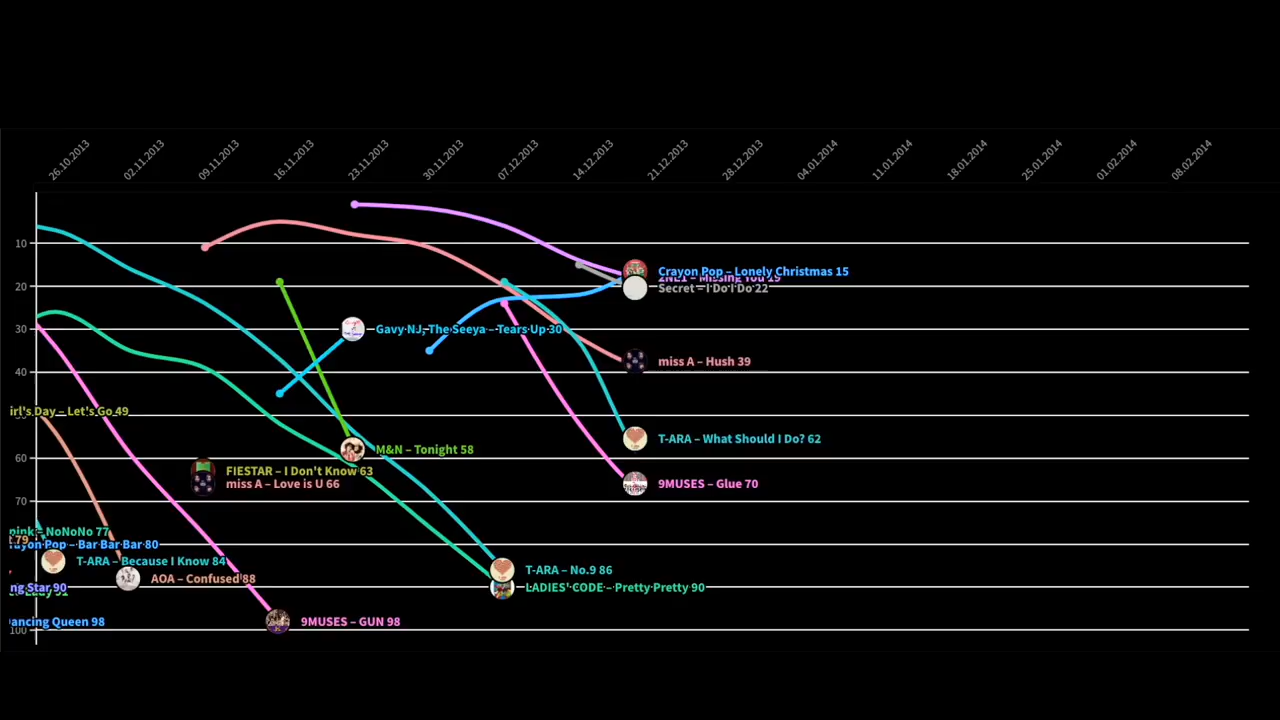 26.10.2013
02.11.2013
09.11.2013
16.11.2013
23.11.2013
30.11.2013
07.12.2013
14.12.2013
21.12.2013
28.12.2013
04.01.2014
11.01.2014
18.01.2014
25.01.2014
01.02.2014
08.02.2014
10
20
30
40
60
70
100
Crayon Pop – Lonely Christmas 15
Secret – I Do I Do 22
Gavy NJ, The Seeya – Tears Up 30
miss A – Hush 39
irl's Day – Let's Go 49
T-ARA – What Should I Do? 62
M&N – Tonight 58
FIESTAR – I Don't Know 63
miss A – Love is U 66
9MUSES – Glue 70
pink – NoNoNo 77
79
rayon Pop – Bar Bar Bar 80
T-ARA – Because I Know 84
T-ARA – No.9 86
AOA – Confused 88
ng Star 90
LADIES' CODE – Pretty Pretty 90
ancing Queen 98
9MUSES – GUN 98